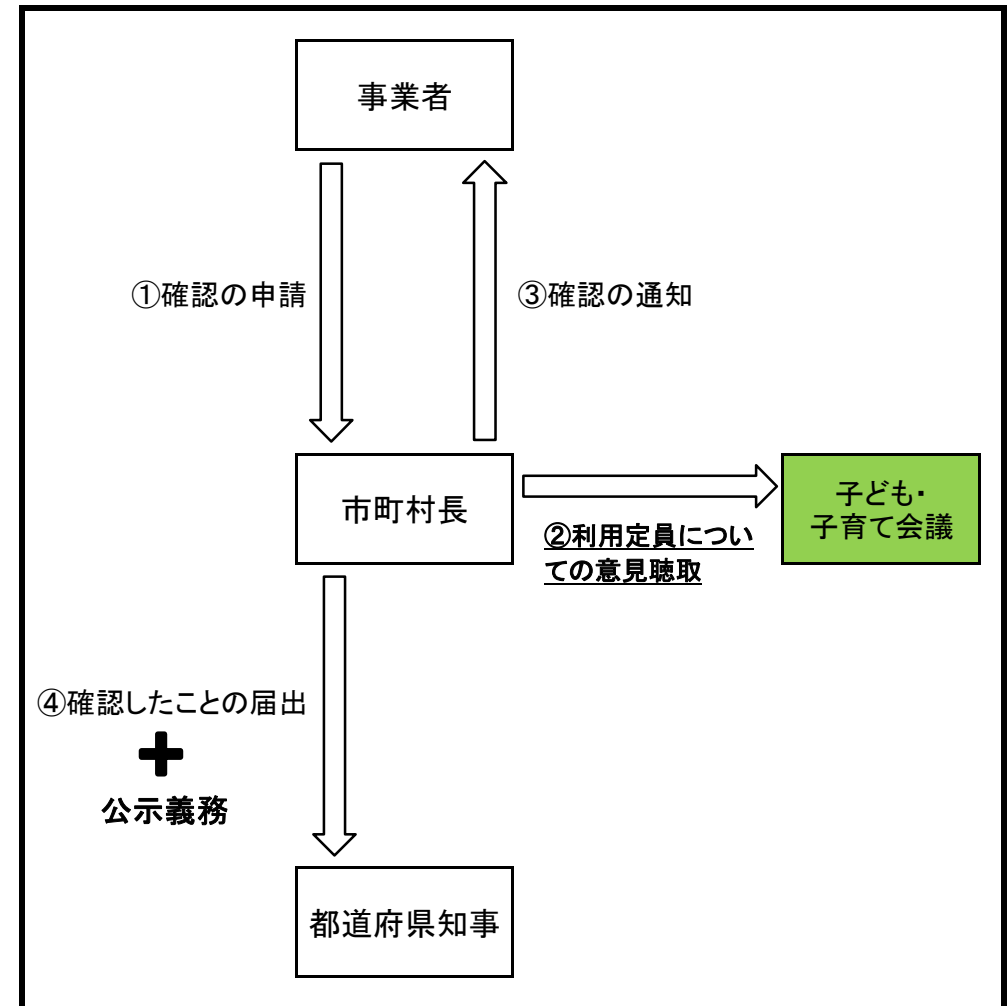 事業者
①確認の申請
③確認の通知
市町村長
②利用定員につい
ての意見聴取
子ども・
子育て会議
④確認したことの届出
+
公示義務
都道府県知事